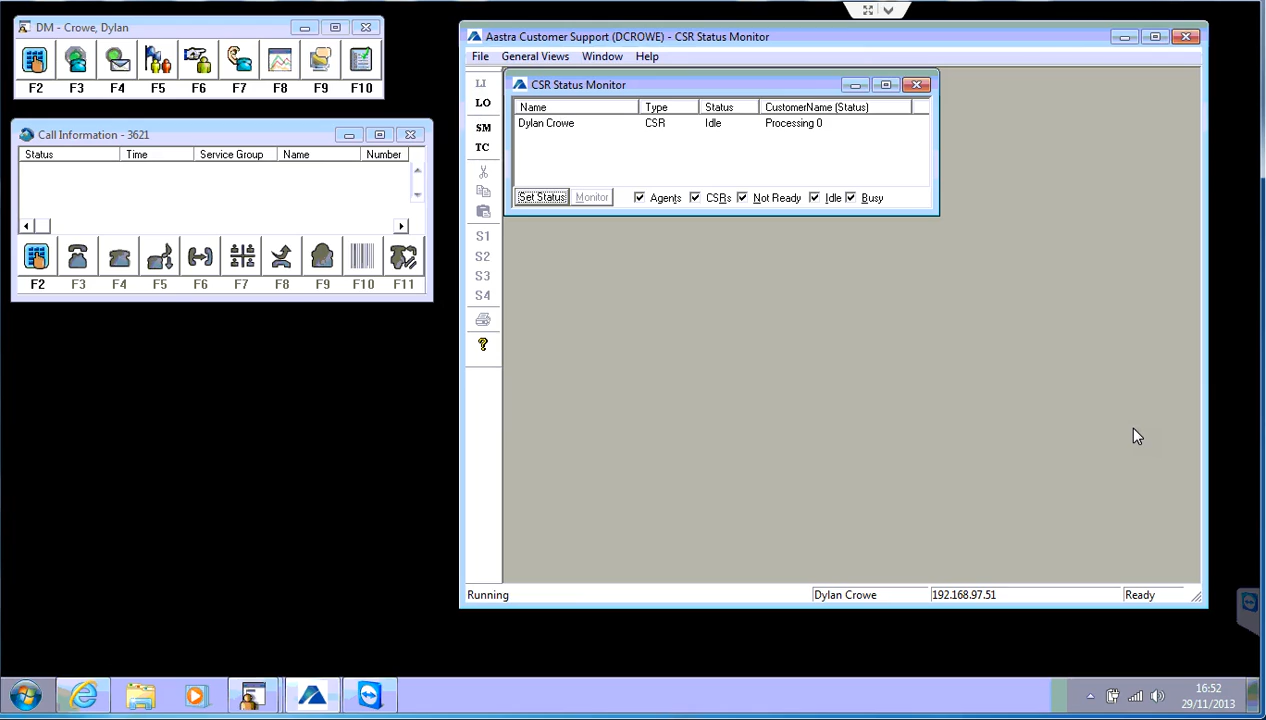 DM - Crowe, Dylan
F2 F3 F4 F5 F6 F7 F8 F9 F10
Call Information - 3621
Status Time Service Group Name Number
F2 F3 F4 F5 F6 F7 F8 F9 F10 F11
Aastra Customer Support (DCROWE) - CSR Status Monitor
File General Views Window Help
LI
LO
SM
TC
S1
S2
S3
S4
?
CSR Status Monitor
Name Type Status CustomerName (Status)
Dylan Crowe CSR Idle Processing 0
Set Status Monitor Agents CSRs Not Ready Idle Busy
Running Dylan Crowe 192.168.97.51 Ready
16:52
29/11/2013